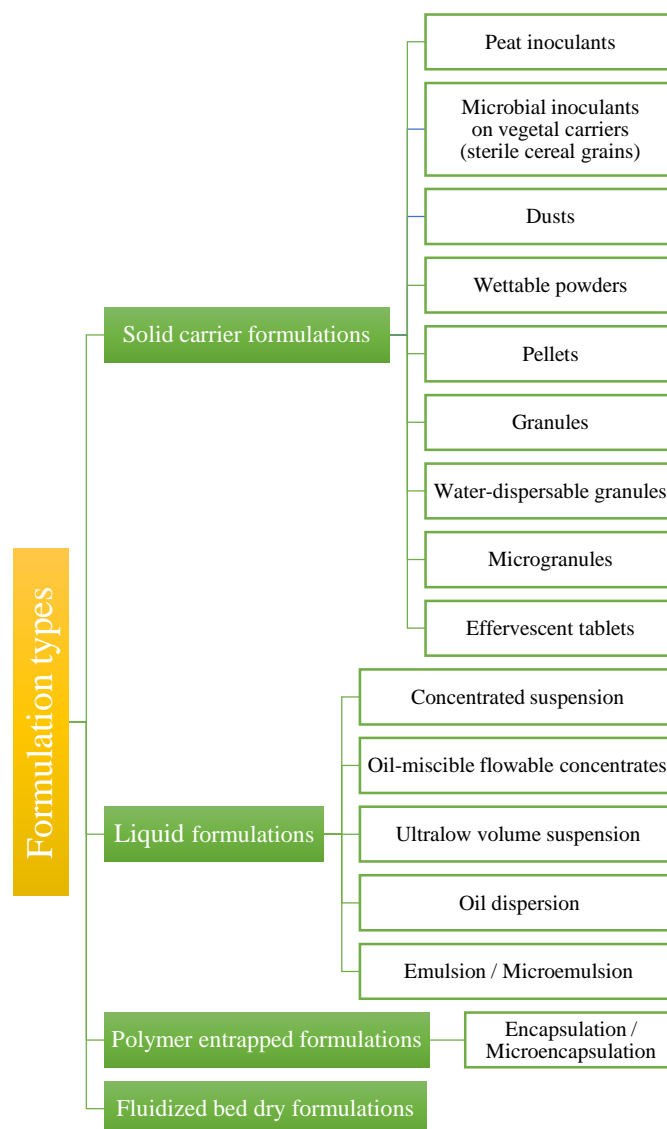 Formulation types
Solid carrier formulations
Peat inoculants
Microbial inoculants
on vegetal carriers
(sterile cereal grains)
Dusts
Wettable powders
Pellets
Granules
Water-dispersable granules
Microgranules
Effervescent tablets
Liquid formulations
Concentrated suspension
Oil-miscible flowable concentrates
Ultralow volume suspension
Oil dispersion
Emulsion / Microemulsion
Polymer entrapped formulations
Encapsulation /
Microencapsulation
Fluidized bed dry formulations